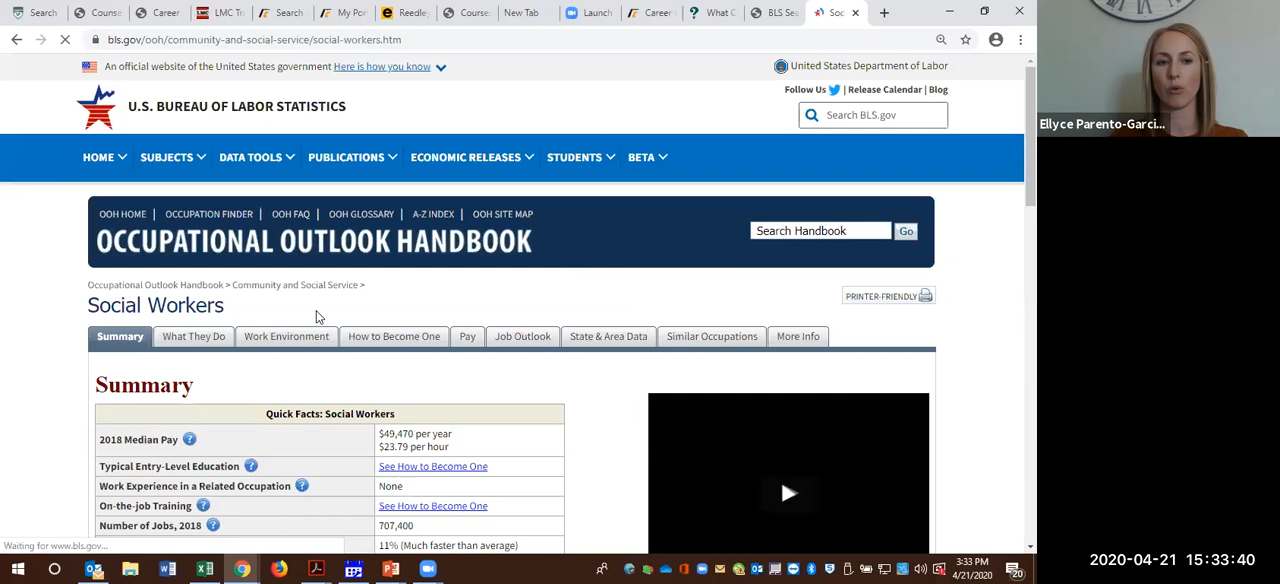 Search
Counse
Career
LMC Tra
Search
My Por
Reedley
Course
New Tab
Launch
Career
What C
BLS Sea
Soc
bls.gov/ooh/community-and-social-service/social-workers.htm
An official website of the United States government Here is how you know
United States Department of Labor
Follow Us | Release Calendar | Blog
U.S. BUREAU OF LABOR STATISTICS
Search BLS.gov
HOME SUBJECTS DATA TOOLS PUBLICATIONS ECONOMIC RELEASES STUDENTS BETA
OOH HOME | OCCUPATION FINDER | OOH FAQ | OOH GLOSSARY | A-Z INDEX | OOH SITE MAP
OCCUPATIONAL OUTLOOK HANDBOOK
Search Handbook Go
Occupational Outlook Handbook > Community and Social Service >
Social Workers
PRINTER-FRIENDLY
Summary What They Do Work Environment How to Become One Pay Job Outlook State & Area Data Similar Occupations More Info
Summary
Quick Facts: Social Workers
2018 Median Pay
$49,470 per year
$23.79 per hour
Typical Entry-Level Education See How to Become One
Work Experience in a Related Occupation None
On-the-job Training See How to Become One
Number of Jobs, 2018 707,400
11% (Much faster than average)
Waiting for www.bls.gov...
3:33 PM
4/21/2020
20
Ellyce Parento-Garci...
2020-04-21 15:33:40